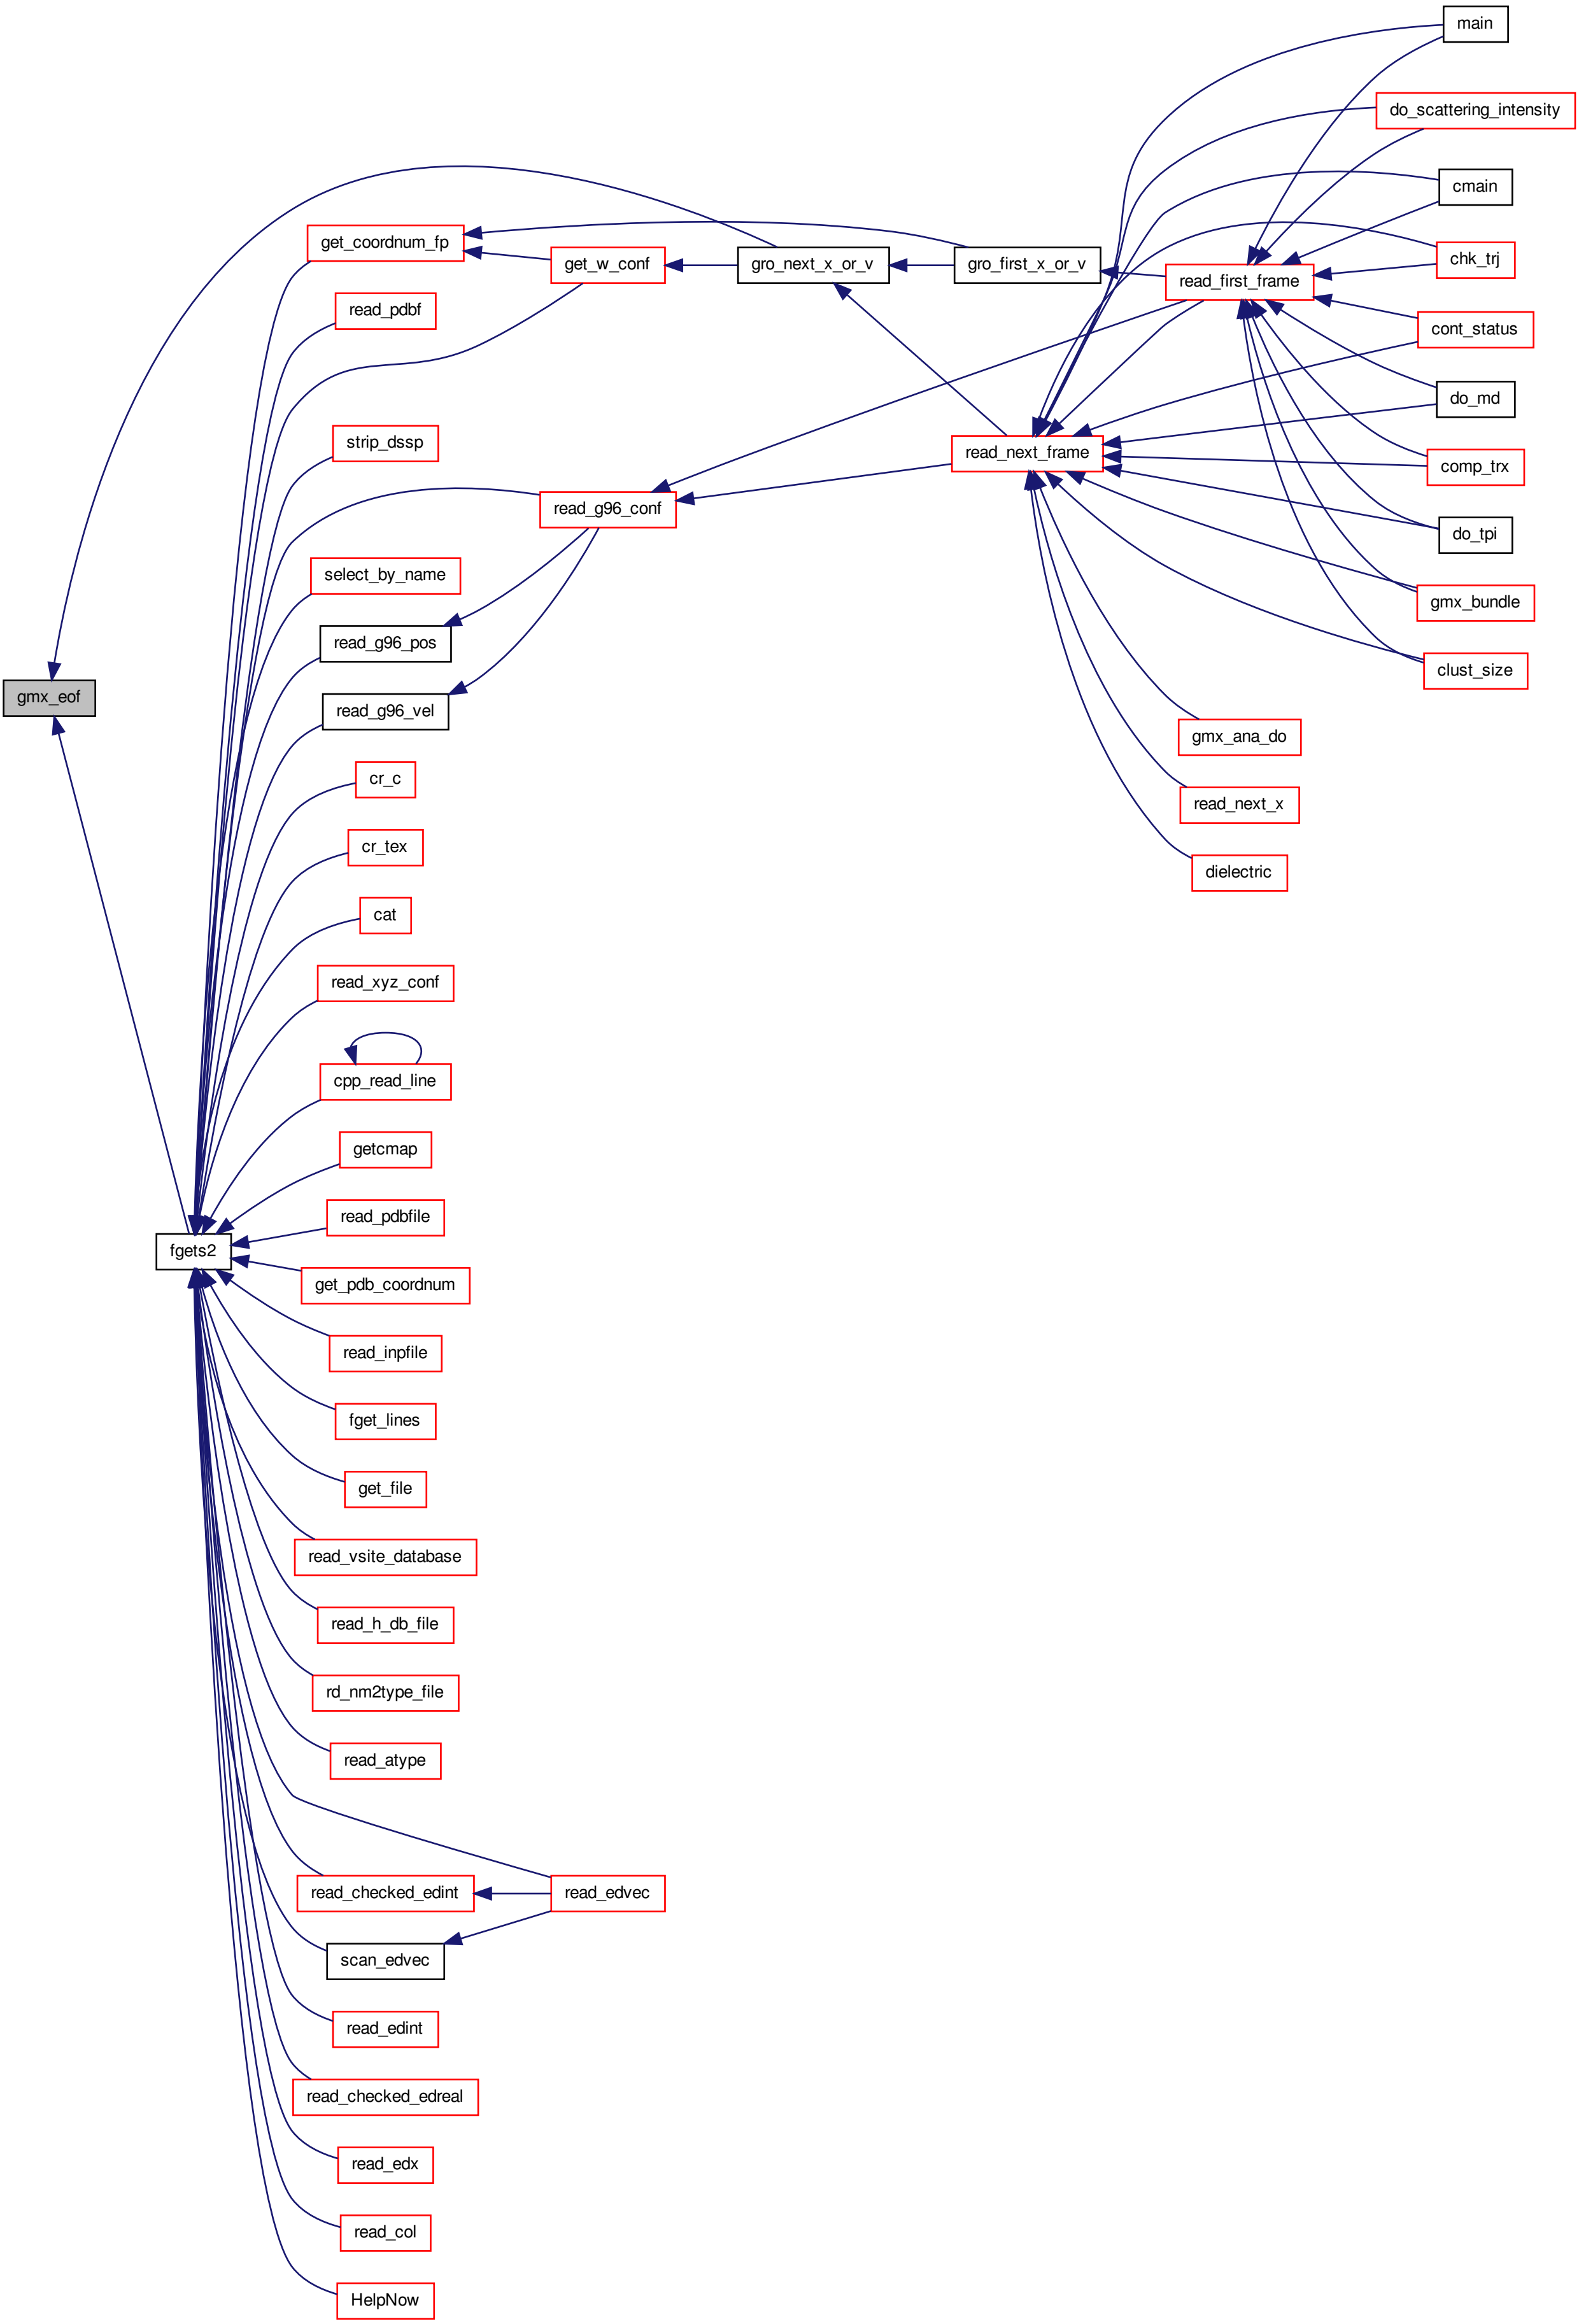 main
do_scattering_intensity
cmain
get_coordnum_fp
get_w_conf
gro_next_x_or_v
gro_first_x_or_v
chk_trj
read_first_frame
read_pdbf
cont_status
do_md
strip_dssp
read_next_frame
comp_trx
read_g96_conf
do_tpi
select_by_name
gmx_bundle
read_g96_pos
clust_size
gmx_eof
read_g96_vel
gmx_ana_do
cr_c
read_next_x
cr_tex
dielectric
cat
read_xyz_conf
cpp_read_line
getcmap
read_pdbfile
fgets2
get_pdb_coordnum
read_inpfile
fget_lines
get_file
read_vsite_database
read_h_db_file
rd_nm2type_file
read_atype
read_checked_edint
read_edvec
scan_edvec
read_edint
read_checked_edreal
read_edx
read_col
HelpNow